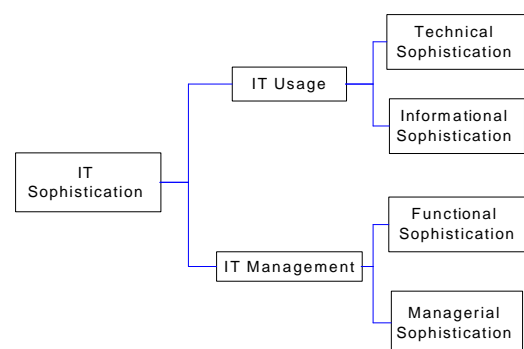 Technical
Sophistication
IT Usage
Informational
Sophistication
IT
Sophistication
Functional
Sophistication
IT Management
Managerial
Sophistication